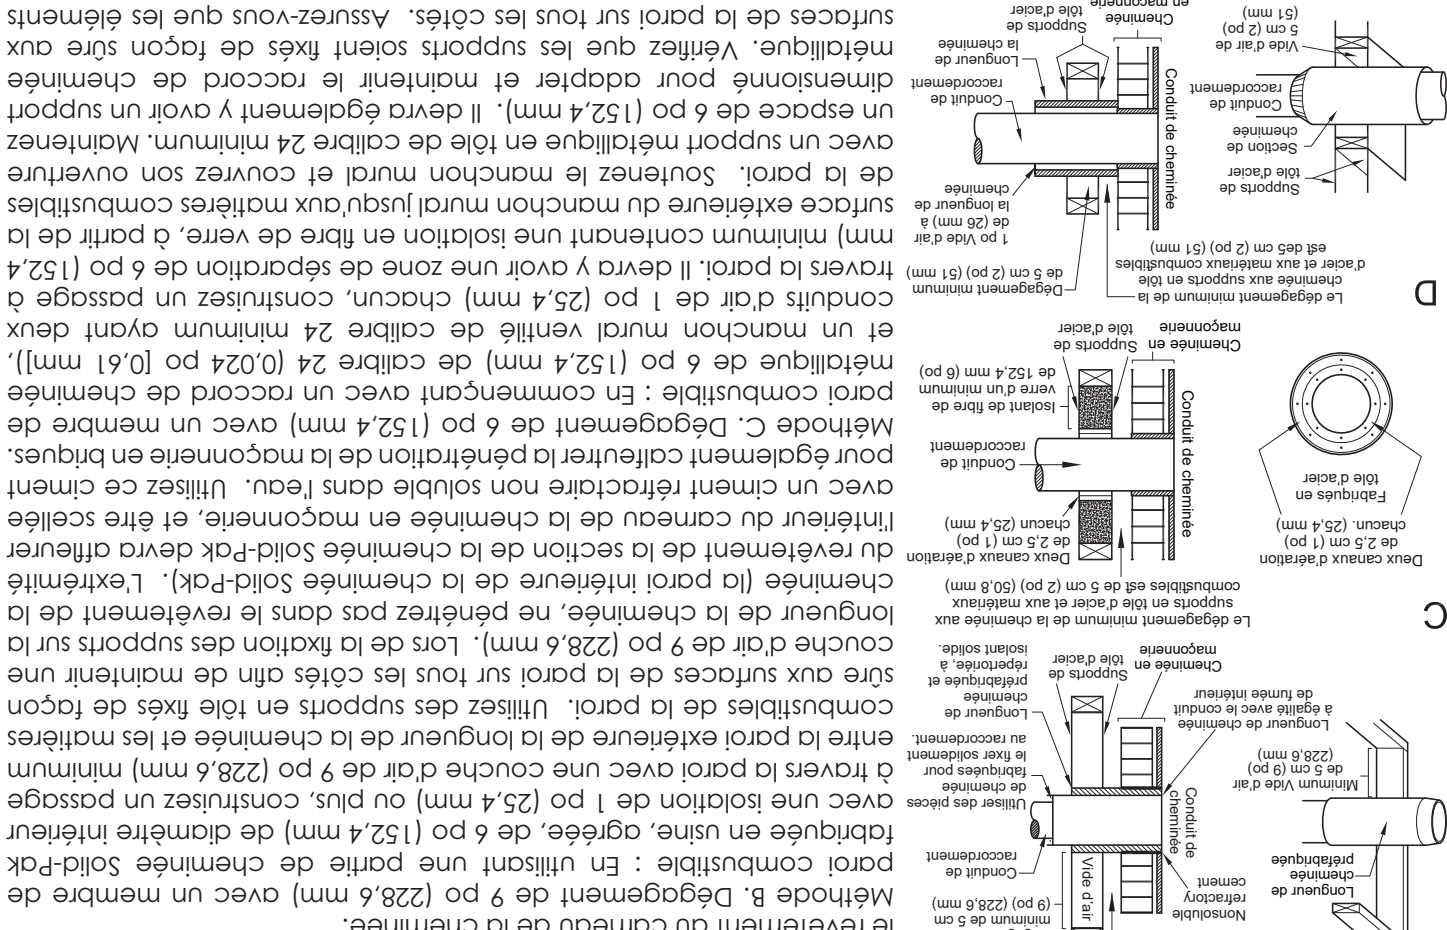 le revêtement du carneau de la cheminée.
Méthode B. Dégagement de 9 po (228,6 mm) avec un membre de
paroi combustible : En utilisant une partie de cheminée Solid-Pak
fabriquée en usine, agréée, de 6 po (152,4 mm) de diamètre intérieur
avec une isolation de 1 po (25,4 mm) ou plus, construisez un passage
à travers la paroi avec une couche d'air de 9 po (228,6 mm) minimum
entre la paroi extérieure de la longueur de la cheminée et les matières
combustibles de la paroi. Utilisez des supports en tôle fixés de façon
sûre aux surfaces de la paroi sur tous les côtés afin de maintenir une
couche d'air de 9 po (228,6 mm). Lors de la fixation des supports sur la
longueur de la cheminée, ne pénétrez pas dans le revêtement de la
cheminée (la paroi intérieure de la cheminée Solid-Pak). L'extrémité
du revêtement de la section de la cheminée Solid-Pak devra affleurer
l'intérieur du carneau de la cheminée en maçonnerie, et être scellée
avec un ciment réfractaire non soluble dans l'eau. Utilisez ce ciment
pour également calfeutrer la pénétration de la maçonnerie en briques.
Méthode C. Dégagement de 6 po (152,4 mm) avec un membre de
paroi combustible : En commençant avec un raccord de cheminée
métallique de 6 po (152,4 mm) de calibre 24 (0,024 po [0,61 mm]),
et un manchon mural ventilé de calibre 24 minimum ayant deux
conduits d'air de 1 po (25,4 mm) chacun, construisez un passage à
travers la paroi. Il devra y avoir une zone de séparation de 6 po (152,4
mm) minimum contenant une isolation en fibre de verre, à partir de la
surface extérieure du manchon mural jusqu'aux matières combustibles
de la paroi. Soutenez le manchon mural et couvrez son ouverture
avec un support métallique en tôle de calibre 24 minimum. Maintenez
un espace de 6 po (152,4 mm). Il devra également y avoir un support
dimensionné pour adapter et maintenir le raccord de cheminée
métallique. Vérifiez que les supports soient fixés de façon sûre aux
surfaces de la paroi sur tous les côtés. Assurez-vous que les éléments
Longueur de
cheminée
préfabriquée
Minimum Vide d'air
de 5 cm (9 po)
(228,6 mm)
Nonsoluble
refractory
cement
Conduit de
cheminée
Longueur de cheminée
à égalité avec le conduit
de fumée intérieur
minimum de 5 cm
(9 po) (228,6 mm)
Vide d'air
Conduit de
raccordement
Utiliser des pièces
de cheminée
fabriquées pour
le fixer solidement
au raccordement.
Longueur de
cheminée
préfabriquée et
répertoriée, à
isolant solide.
Cheminée en
maçonnerie
Supports de
tôle d'acier
C
Le dégagement minimum de la cheminée aux
supports en tôle d'acier et aux matériaux
combustibles est de 5 cm (2 po) (50,8 mm)
Deux canaux d'aération
de 2,5 cm (1 po)
chacun. (25,4 mm)
Fabriqués en
tôle d'acier
Deux canaux d'aération
de 2,5 cm (1 po)
chacun (25,4 mm)
Conduit de cheminée
Conduit de
raccordement
Isolant de fibre de
verre d'un minimum
de 152,4 mm (6 po)
Cheminée en
maçonnerie
Supports de
tôle d'acier
D
Le dégagement minimum de la
cheminée aux supports en tôle
d'acier et aux matériaux combustibles
est de5 cm (2 po) (51 mm)
Dégagement minimum
de 5 cm (2 po) (51 mm)
Supports de
tôle d'acier
Section de
cheminée
Conduit de
raccordement
Vide d'air de
5 cm (2 po)
(51 mm)
Conduit de cheminée
1 po Vide d'air
de (26 mm) à
la longueur de
cheminée
Conduit de
raccordement
Longueur de
la cheminée
Cheminée
en maçonnerie
Supports de
tôle d'acier